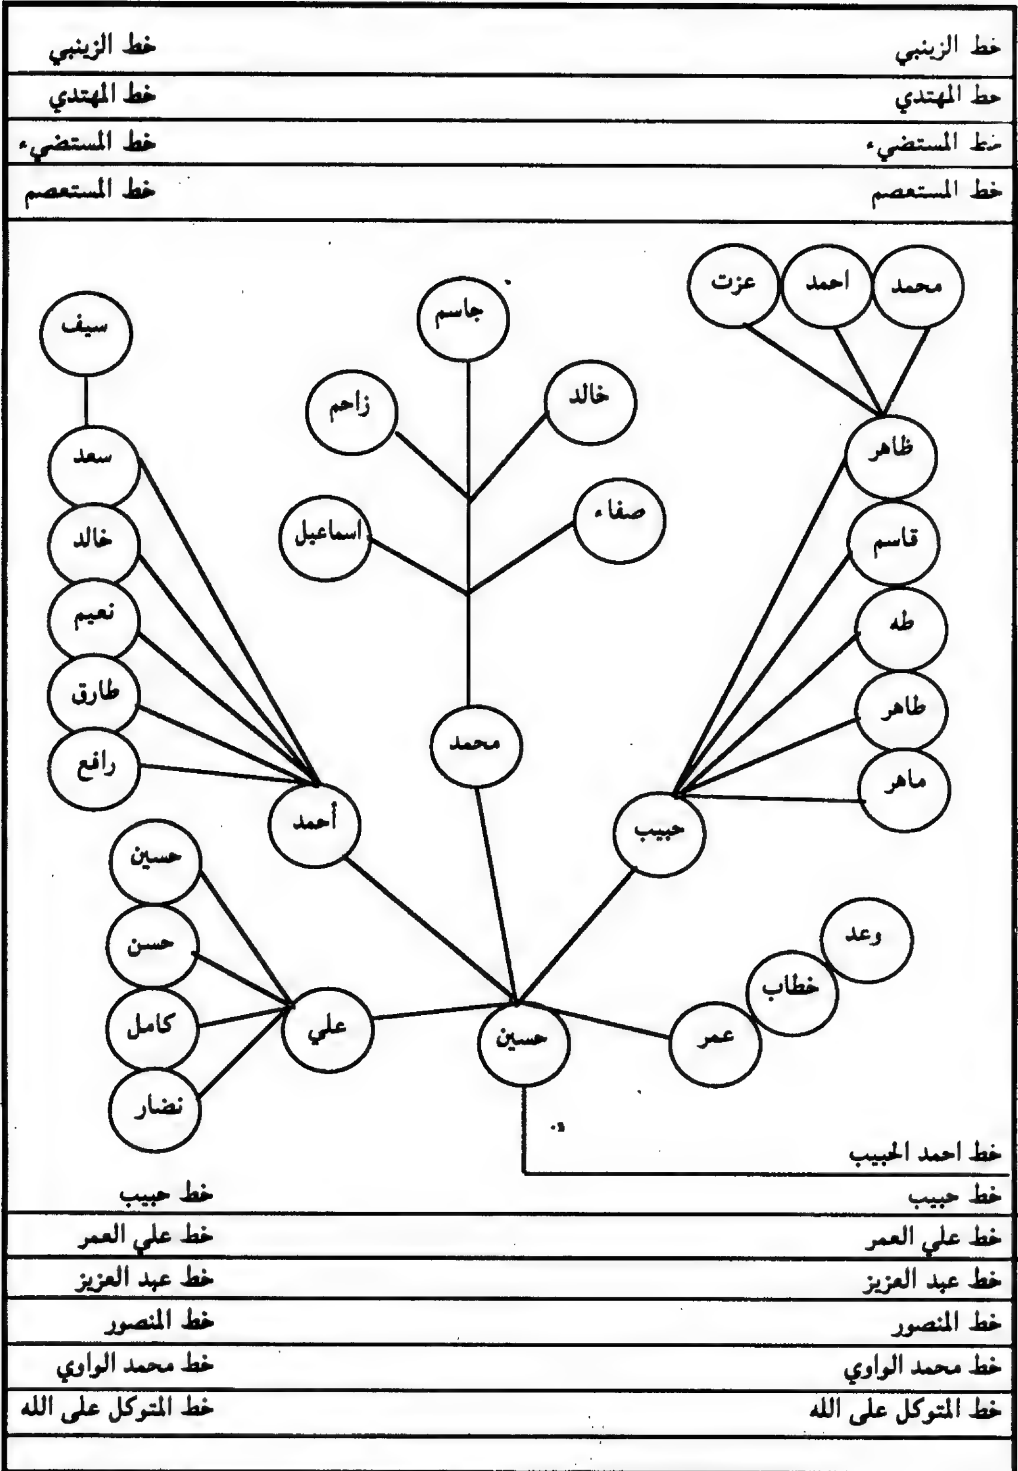 خط الزينبي خط الزينبي
خط المهتدي خط المهتدي
خط المستضيء خط المستضيء
خط المستعصم خط المستعصم
محمد احمد عزت
جاسم
سيف
خالد
زاحم
ظاهر
سعد
صفاء
اسماعيل
قاسم
خالد
طه
نعيم
طاهر
طارق
محمد
ماهر
رافع
حبيب
أحمد
حسين
وعد
حسن
خطاب
عمر
حسين
علي
كامل
نضار
خط احمد الحبيب
خط حبيب خط حبيب
خط علي العمر خط علي العمر
خط عبد العزيز خط عبد العزيز
خط المنصور خط المنصور
خط محمد الواوي خط محمد الواوي
خط المتوكل على الله خط المتوكل على الله